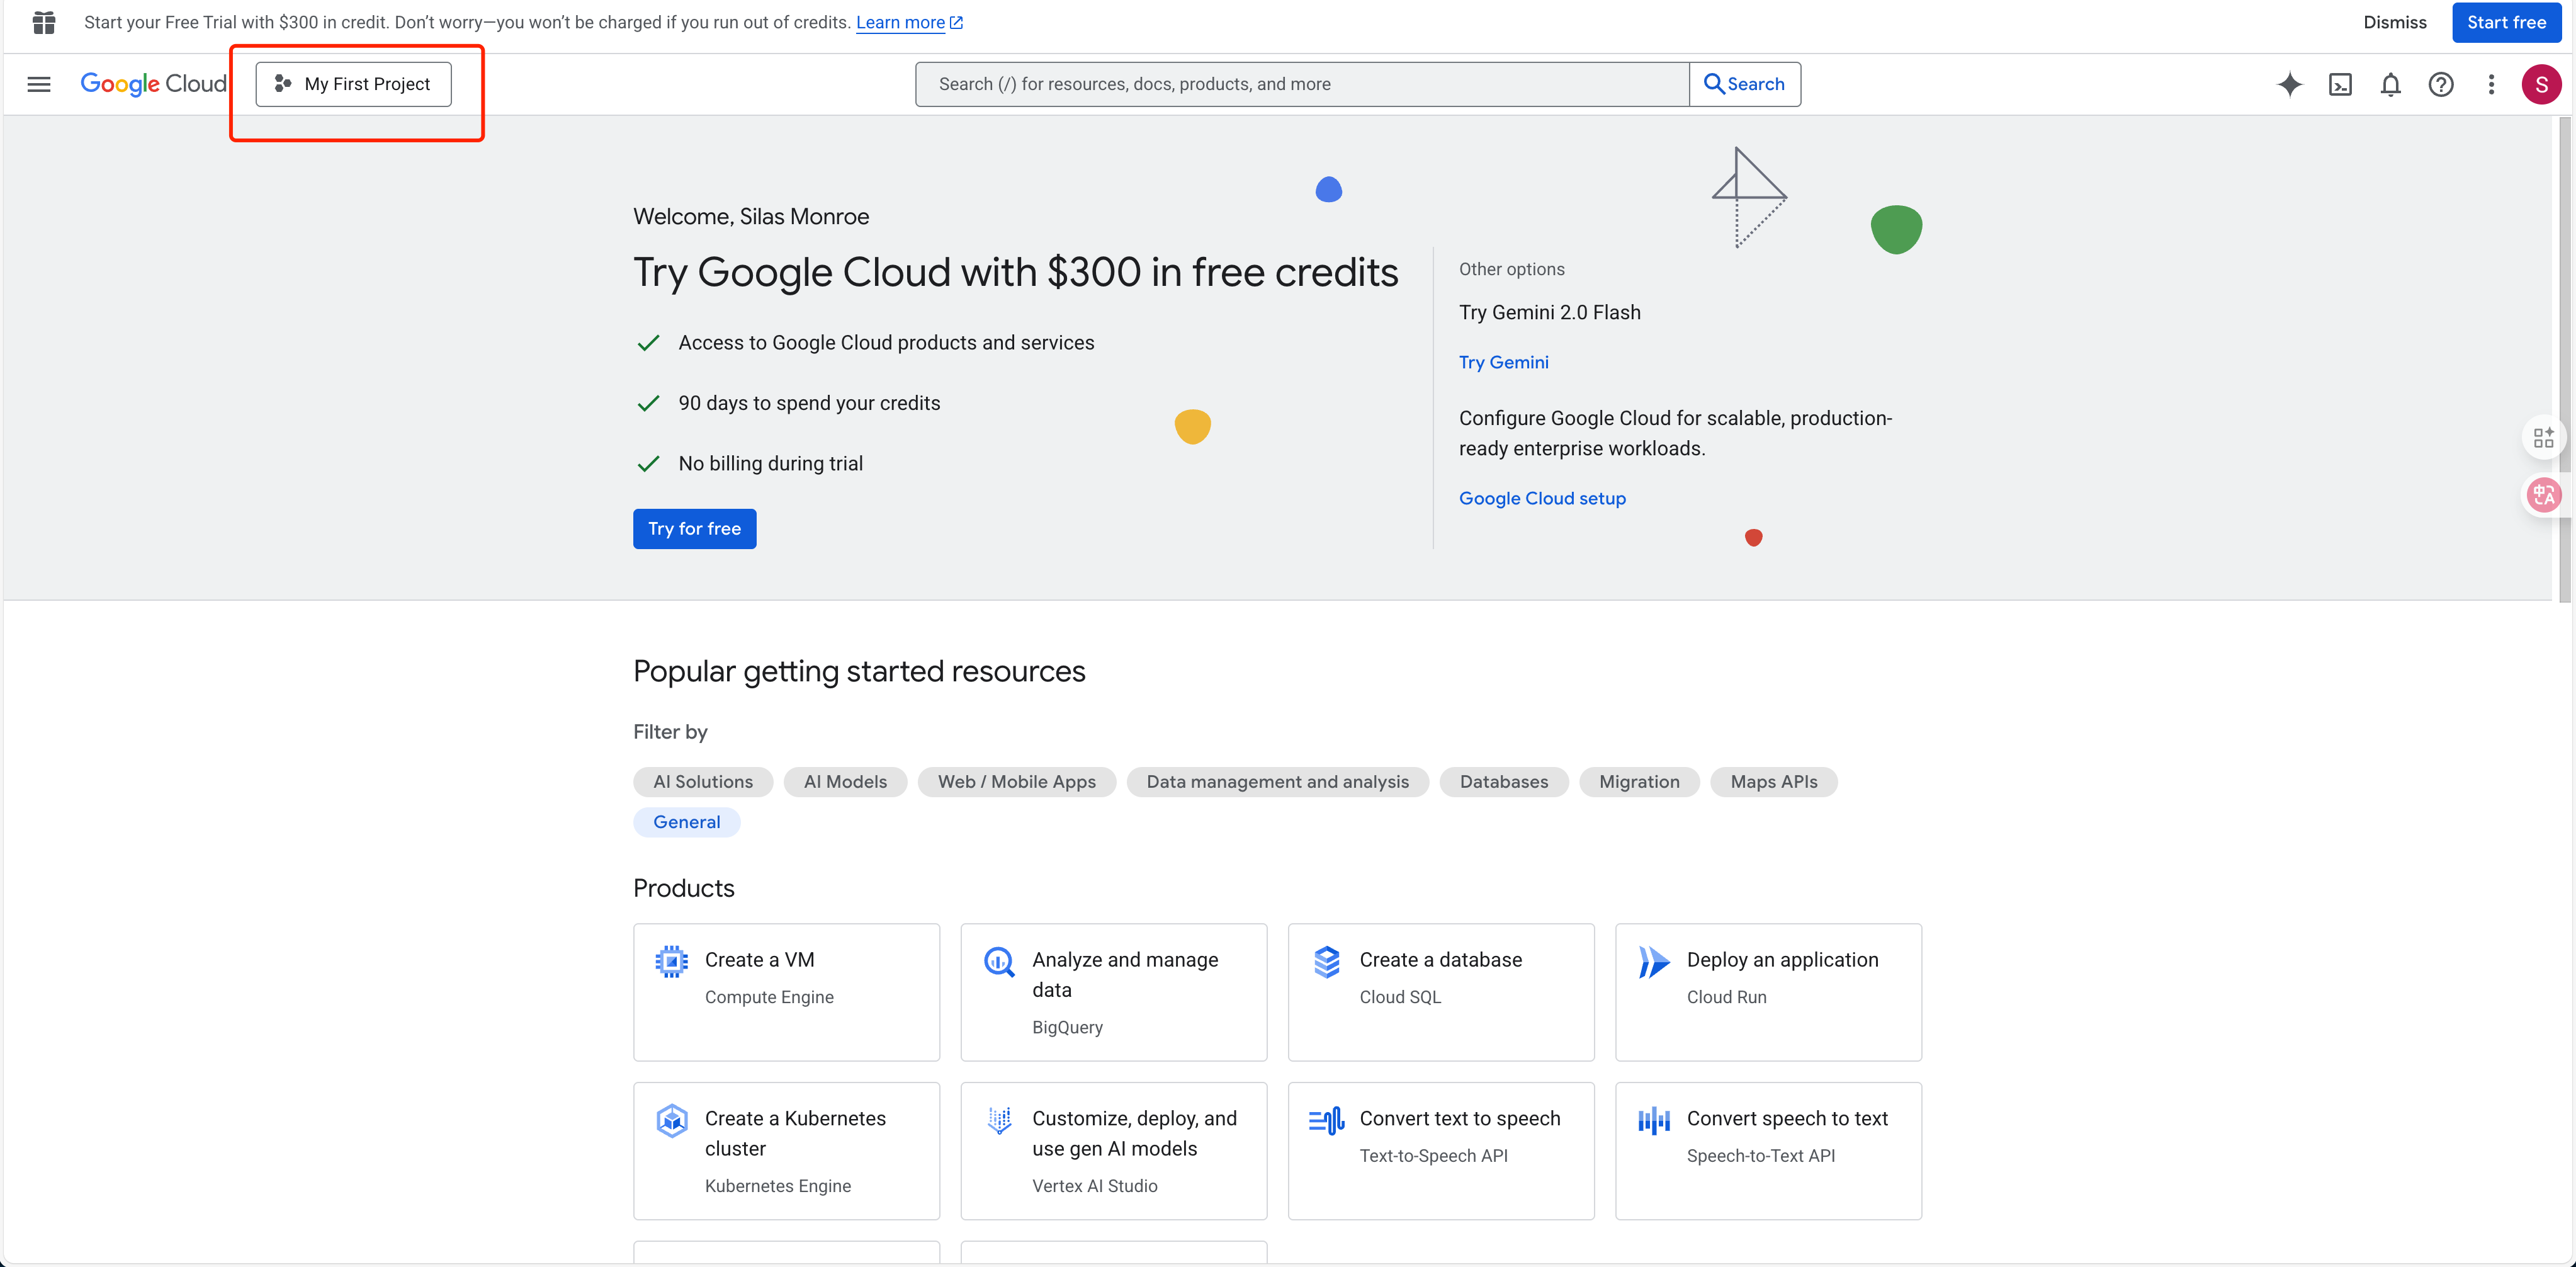 Start your Free Trial with $300 in credit. Don’t worry—you won’t be charged if you run out of credits. Learn more
Dismiss
Start free
Google Cloud
My First Project
Search (/) for resources, docs, products, and more
Search
S
Welcome, Silas Monroe
Try Google Cloud with $300 in free credits
Access to Google Cloud products and services
90 days to spend your credits
No billing during trial
Try for free
Other options
Try Gemini 2.0 Flash
Try Gemini
Configure Google Cloud for scalable, production-
ready enterprise workloads.
Google Cloud setup
中A
Popular getting started resources
Filter by
AI Solutions
AI Models
Web / Mobile Apps
Data management and analysis
Databases
Migration
Maps APIs
General
Products
Create a VM
Compute Engine
Analyze and manage
data
BigQuery
Create a database
Cloud SQL
Deploy an application
Cloud Run
Create a Kubernetes
cluster
Kubernetes Engine
Customize, deploy, and
use gen AI models
Vertex AI Studio
Convert text to speech
Text-to-Speech API
Convert speech to text
Speech-to-Text API